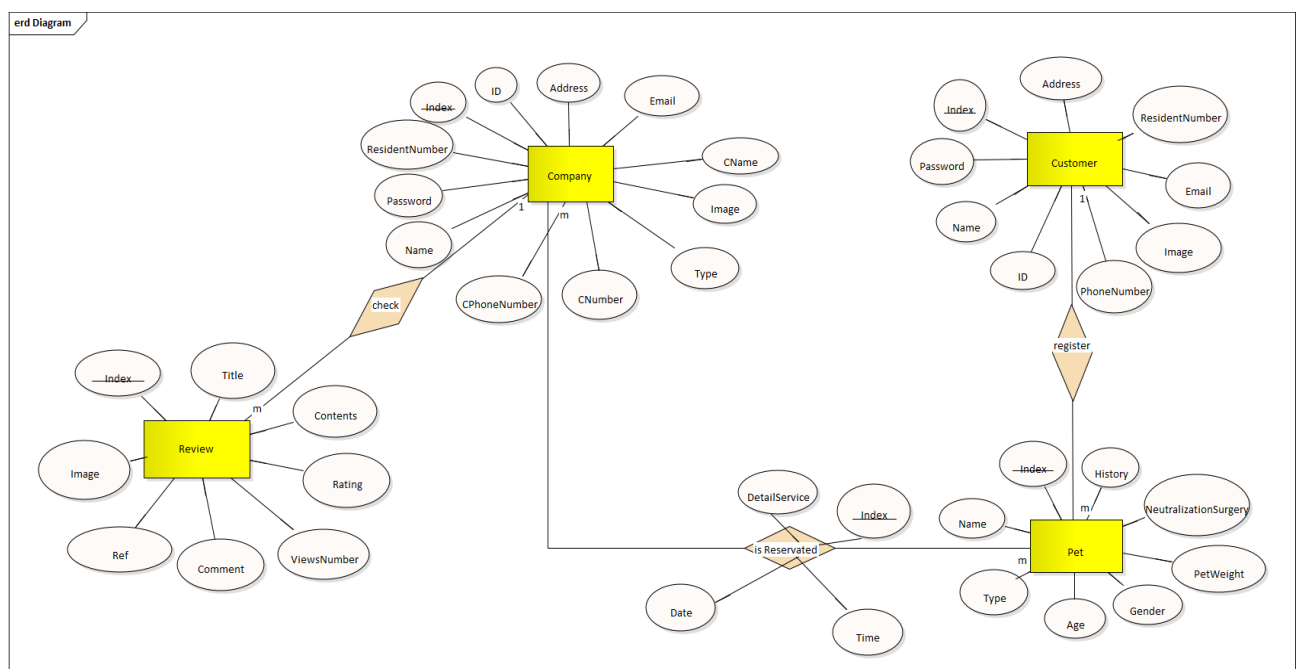 erd Diagram
ID
Address
Email
Index
ResidentNumber
Company
CName
Password
Image
1
m
Name
Type
CPhoneNumber
CNumber
check
Address
Index
ResidentNumber
Customer
Password
Email
1
Name
Image
ID
PhoneNumber
register
Index
Title
m
Contents
Review
Image
Rating
Ref
Comment
ViewsNumber
DetailService
Index
is Reservated
Date
Time
Index
History
m
NeutralizationSurgery
Name
Pet
m
PetWeight
Type
Age
Gender